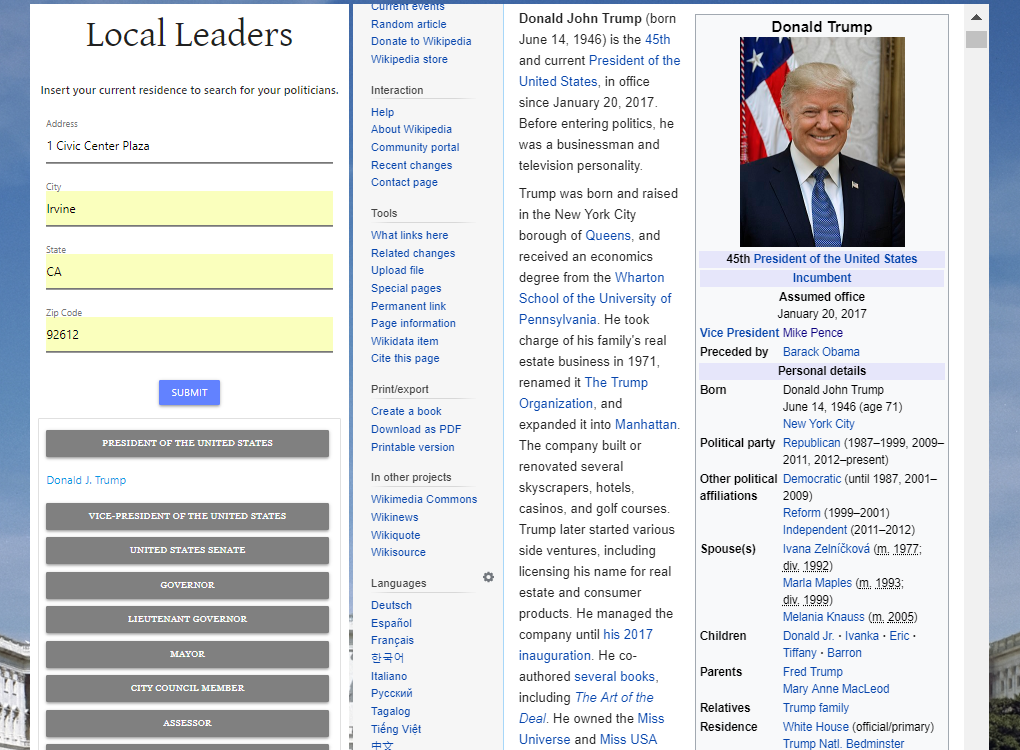 Local Leaders
Insert your current residence to search for your politicians.
Address
1 Civic Center Plaza
City
Irvine
State
CA
Zip Code
92612
SUBMIT
PRESIDENT OF THE UNITED STATES
Donald J. Trump
VICE-PRESIDENT OF THE UNITED STATES
UNITED STATES SENATE
GOVERNOR
LIEUTENANT GOVERNOR
MAYOR
CITY COUNCIL MEMBER
ASSESSOR
Current events
Random article
Donate to Wikipedia
Wikipedia store
Interaction
Help
About Wikipedia
Community portal
Recent changes
Contact page
Tools
What links here
Related changes
Upload file
Special pages
Permanent link
Page information
Wikidata item
Cite this page
Print/export
Create a book
Download as PDF
Printable version
In other projects
Wikimedia Commons
Wikinews
Wikiquote
Wikisource
Languages
Deutsch
Español
Français
한국어
Italiano
Русский
Tagalog
Tiếng Việt
中文
Donald John Trump (born
June 14, 1946) is the 45th
and current President of the
United States, in office
since January 20, 2017.
Before entering politics, he
was a businessman and
television personality.
Trump was born and raised
in the New York City
borough of Queens, and
received an economics
degree from the Wharton
School of the University of
Pennsylvania. He took
charge of his family's real
estate business in 1971,
renamed it The Trump
Organization, and
expanded it into Manhattan.
The company built or
renovated several
skyscrapers, hotels,
casinos, and golf courses.
Trump later started various
side ventures, including
licensing his name for real
estate and consumer
products. He managed the
company until his 2017
inauguration. He co-
authored several books,
including The Art of the
Deal. He owned the Miss
Universe and Miss USA
Donald Trump
45th President of the United States
Incumbent
Assumed office
January 20, 2017
Vice President Mike Pence
Preceded by Barack Obama
Personal details
Born Donald John Trump
June 14, 1946 (age 71)
New York City
Political party Republican (1987–1999, 2009–
2011, 2012–present)
Other political Democratic (until 1987, 2001–
affiliations 2009)
Reform (1999–2001)
Independent (2011–2012)
Spouse(s) Ivana Zelníčková (m. 1977;
div. 1992)
Marla Maples (m. 1993;
div. 1999)
Melania Knauss (m. 2005)
Children Donald Jr. · Ivanka · Eric ·
Tiffany · Barron
Parents Fred Trump
Mary Anne MacLeod
Relatives Trump family
Residence White House (official/primary)
Trump Natl. Bedminster